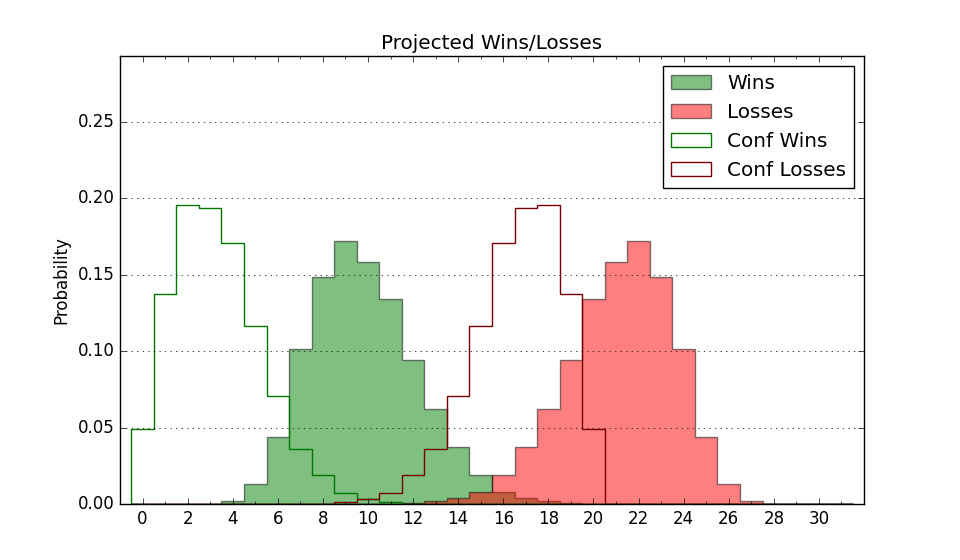 Projected Wins/Losses
Wins
Losses
Conf Wins
Conf Losses
Probability
0.25
0.20
0.15
0.10
0.05
0.00
0 2 4 6 8 10 12 14 16 18 20 22 24 26 28 30